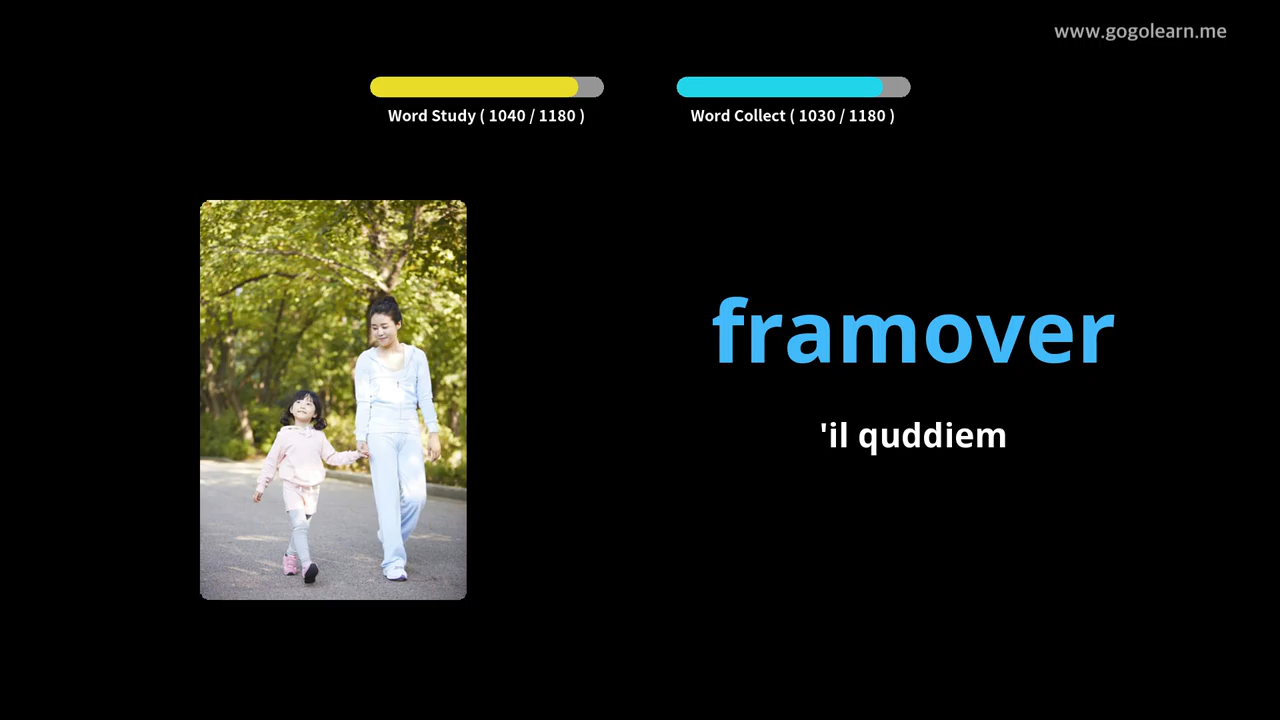 www.gogolearn.me
Word Study ( 1040 / 1180 )
Word Collect ( 1030 / 1180 )
framover
'il quddiem